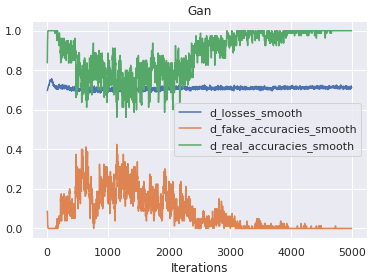 Gan
1.0
0.8
0.6
0.4
0.2
0.0
d_losses_smooth
d_fake_accuracies_smooth
d_real_accuracies_smooth
0 1000 2000 3000 4000 5000
Iterations